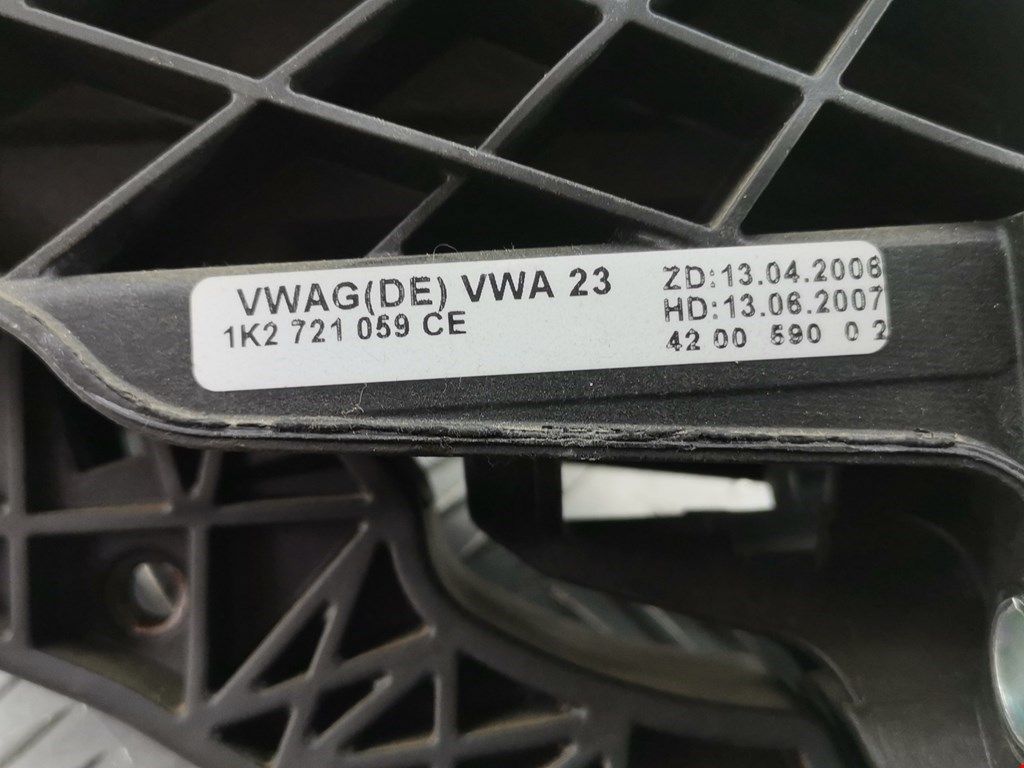 VWAG(DE) VWA 23
1K2 721 059 CE
ZD:13.04.2006
HD:13.06.2007
42 00 590 0 2